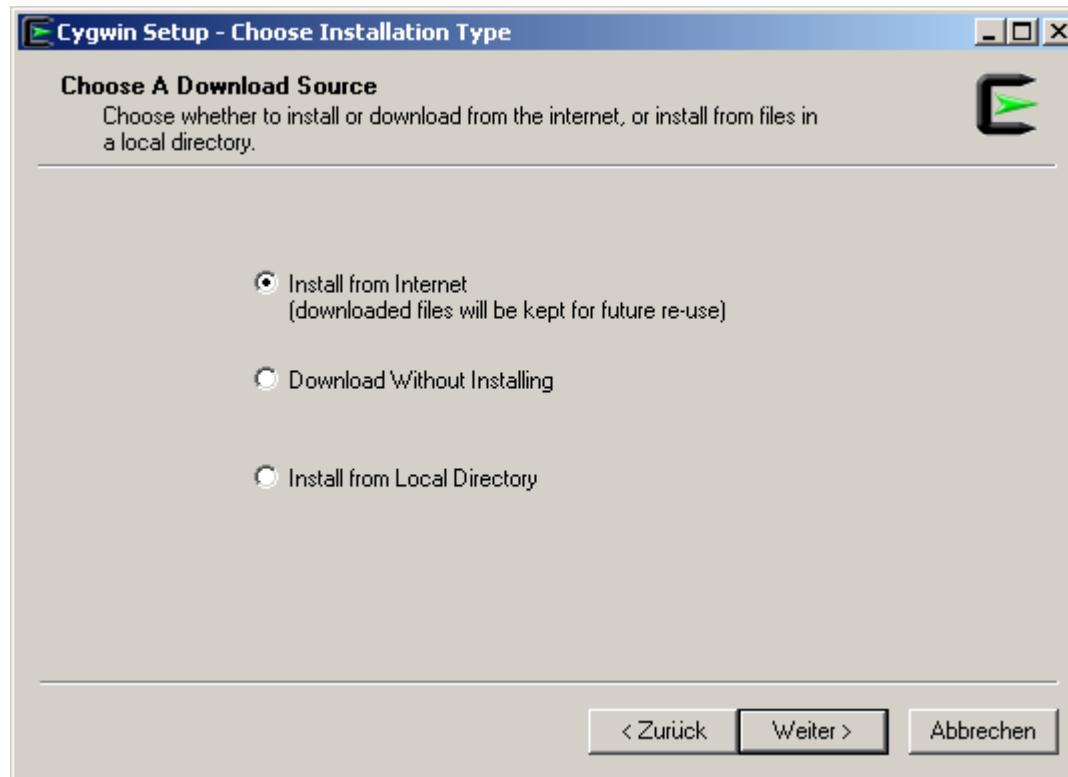 Cygwin Setup - Choose Installation Type
Choose A Download Source
Choose whether to install or download from the internet, or install from files in
a local directory.
Install from Internet
(downloaded files will be kept for future re-use)
Download Without Installing
Install from Local Directory
< Zurück
Weiter >
Abbrechen